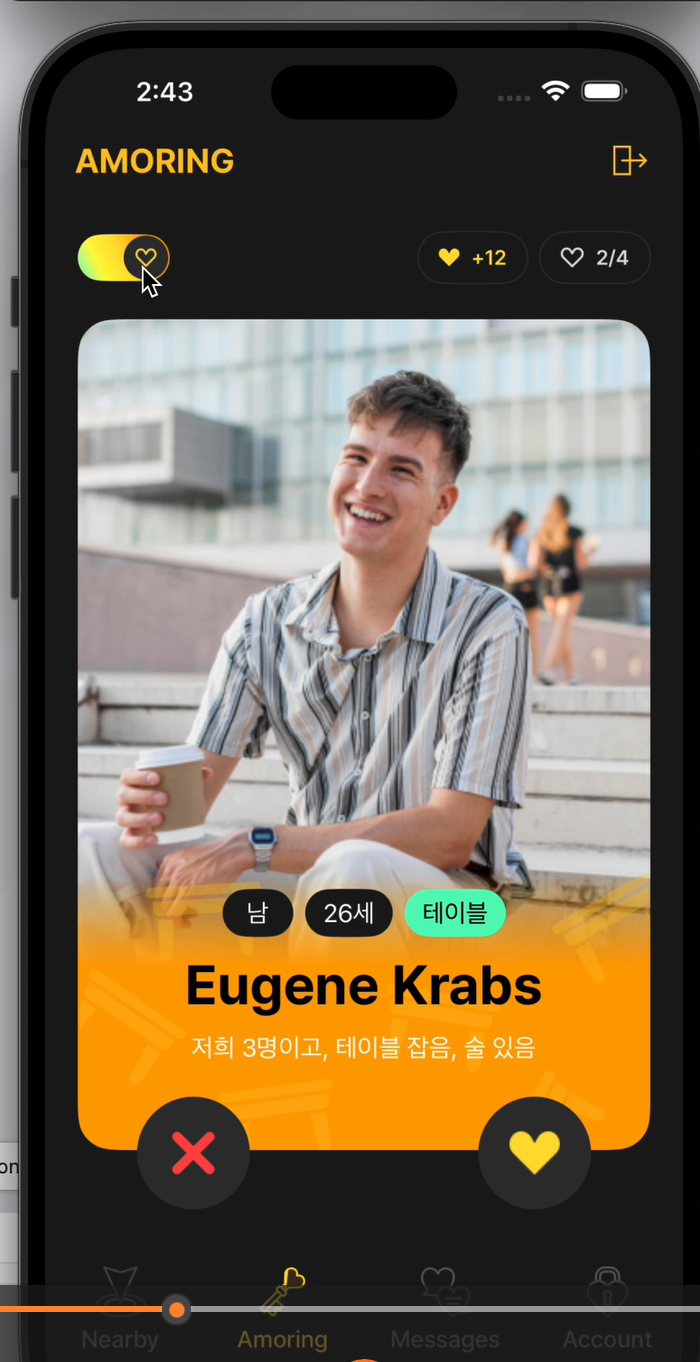 2:43
AMORING
+12
2/4
남
26세
테이블
Eugene Krabs
저희 3명이고, 테이블 잡음, 술 있음
on
Nearby
Amoring
Messages
Account